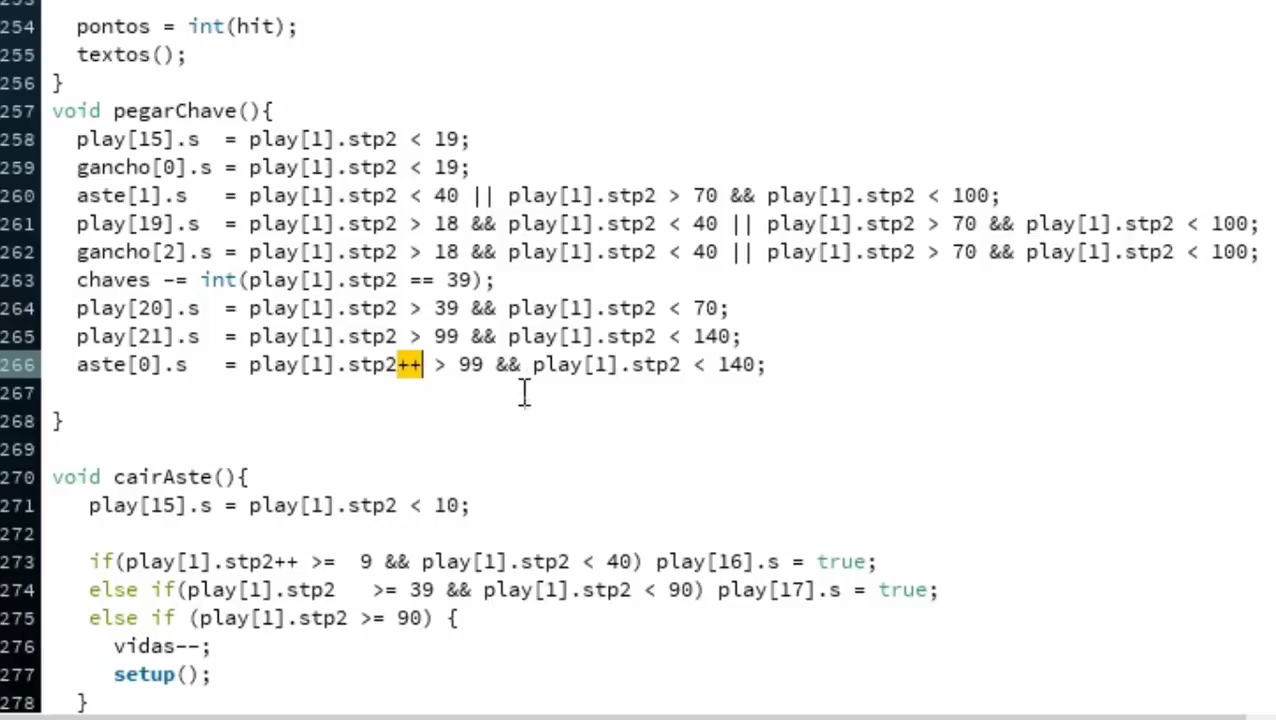 253
254 pontos = int(hit);
255 textos();
256 }
257 void pegarChave(){
258 play[15].s = play[1].stp2 < 19;
259 gancho[0].s = play[1].stp2 < 19;
260 aste[1].s = play[1].stp2 < 40 || play[1].stp2 > 70 && play[1].stp2 < 100;
261 play[19].s = play[1].stp2 > 18 && play[1].stp2 < 40 || play[1].stp2 > 70 && play[1].stp2 < 100;
262 gancho[2].s = play[1].stp2 > 18 && play[1].stp2 < 40 || play[1].stp2 > 70 && play[1].stp2 < 100;
263 chaves -= int(play[1].stp2 == 39);
264 play[20].s = play[1].stp2 > 39 && play[1].stp2 < 70;
265 play[21].s = play[1].stp2 > 99 && play[1].stp2 < 140;
266 aste[0].s = play[1].stp2++ > 99 && play[1].stp2 < 140;
267
268 }
269
270 void cairAste(){
271 play[15].s = play[1].stp2 < 10;
272
273 if(play[1].stp2++ >= 9 && play[1].stp2 < 40) play[16].s = true;
274 else if(play[1].stp2 >= 39 && play[1].stp2 < 90) play[17].s = true;
275 else if (play[1].stp2 >= 90) {
276 vidas--;
277 setup();
278 }